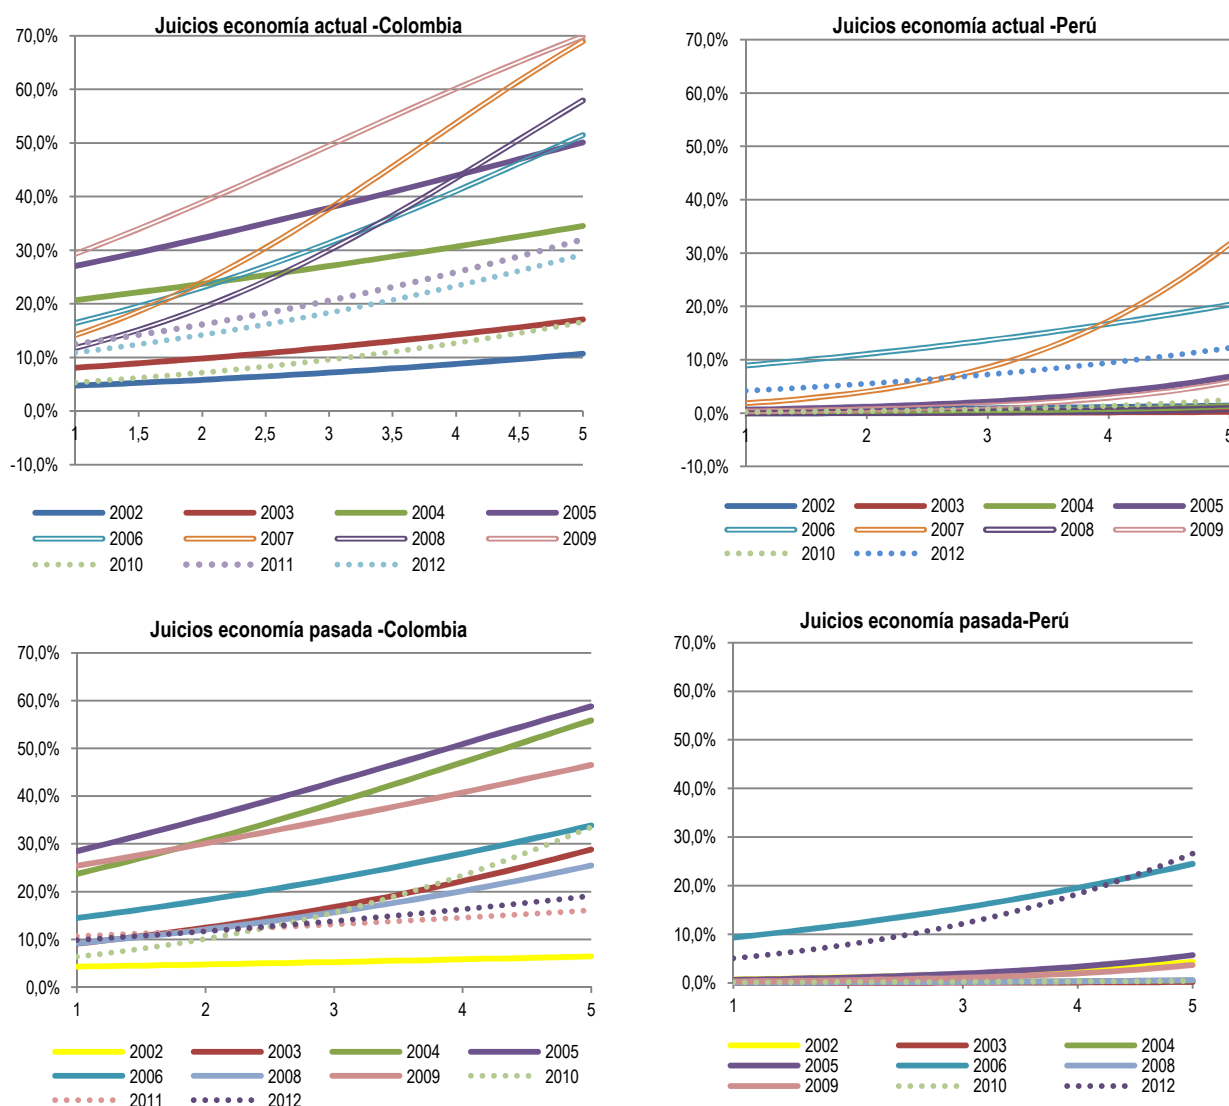 Juicios economía actual -Colombia
70,0%
60,0%
50,0%
40,0%
30,0%
20,0%
10,0%
0,0%
-10,0%
1 1,5 2 2,5 3 3,5 4 4,5 5
2002 2003 2004 2005
2006 2007 2008 2009
2010 2011 2012
Juicios economía actual -Perú
70,0%
60,0%
50,0%
40,0%
30,0%
20,0%
10,0%
0,0%
-10,0%
1 2 3 4 5
2002 2003 2004 2005
2006 2007 2008 2009
2010 2012
Juicios economía pasada -Colombia
70,0%
60,0%
50,0%
40,0%
30,0%
20,0%
10,0%
0,0%
1 2 3 4 5
2002 2003 2004 2005
2006 2008 2009 2010
2011 2012
Juicios economía pasada-Perú
70,0%
60,0%
50,0%
40,0%
30,0%
20,0%
10,0%
0,0%
1 2 3 4 5
2002 2003 2004
2005 2006 2008
2009 2010 2012